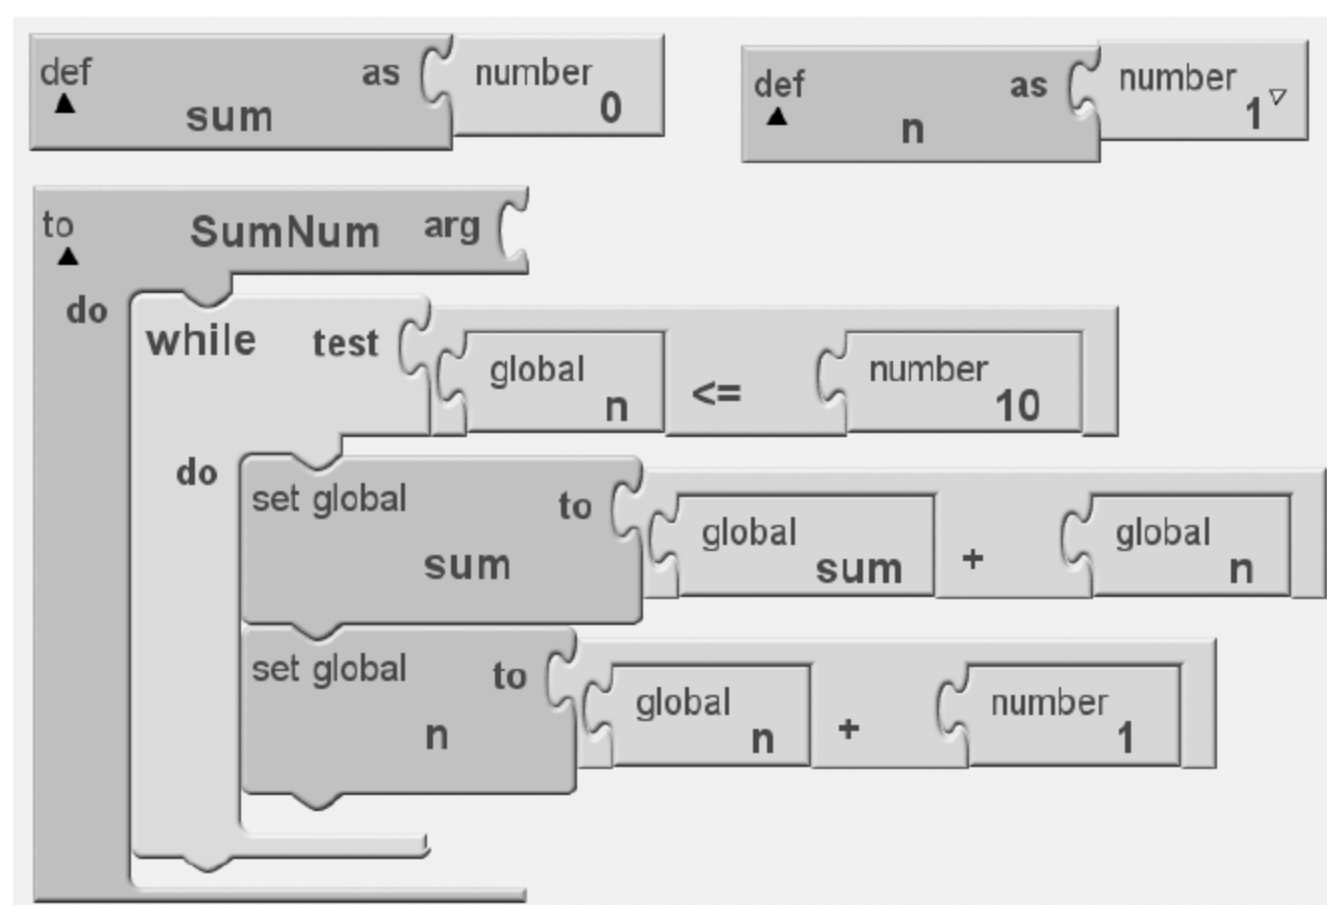 def as number 0
sum
def as number 1
n
to SumNum arg
do
while test global n <= number 10
do
set global sum to global sum + global n
set global n to global n + number 1